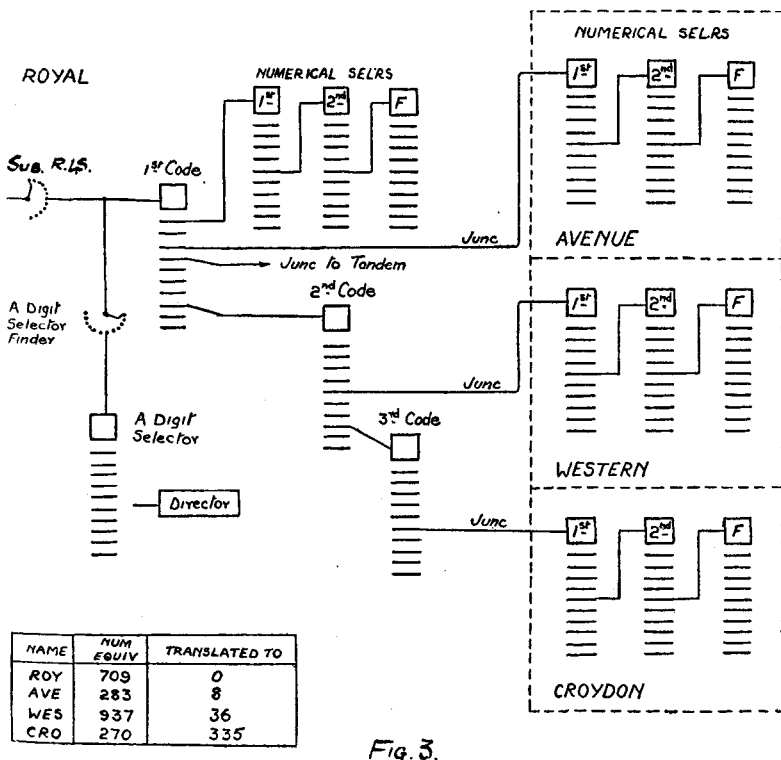 ROYAL
NUMERICAL SEL'RS
1st
2nd
F
Sub. R.I.S.
1st Code
Junc
Junc to Tandem
NUMERICAL SELRS
1st
2nd
F
AVENUE
A Digit
Selector
Finder
2nd Code
Junc
1st
2nd
F
WESTERN
A Digit
Selector
Director
3rd Code
Junc
1st
2nd
F
CROYDON
NAME NUM EQUIV TRANSLATED TO
ROY 709 0
AVE 283 8
WES 937 36
CRO 270 335
FIG. 3.